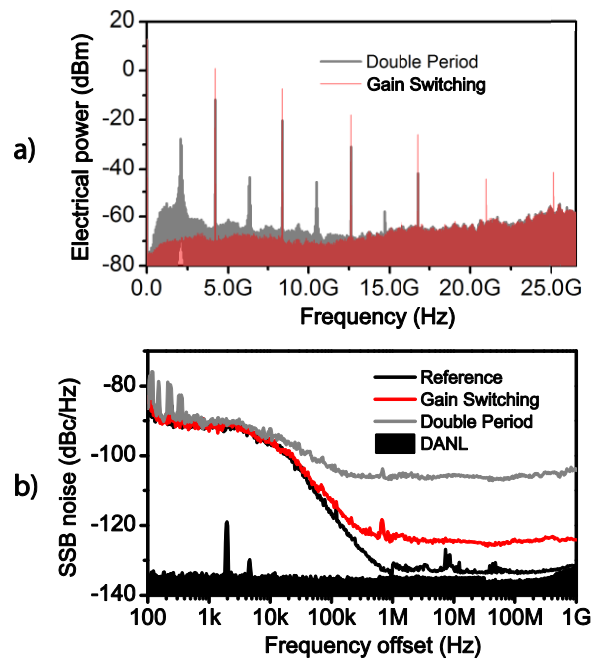 a)
Electrical power (dBm)
20
0
-20
-40
-60
-80
Double Period
Gain Switching
0.0 5.0G 10.0G 15.0G 20.0G 25.0G
Frequency (Hz)
b)
SSB noise (dBc/Hz)
-80
-100
-120
-140
Reference
Gain Switching
Double Period
DANL
100 1k 10k 100k 1M 10M 100M 1G
Frequency offset (Hz)